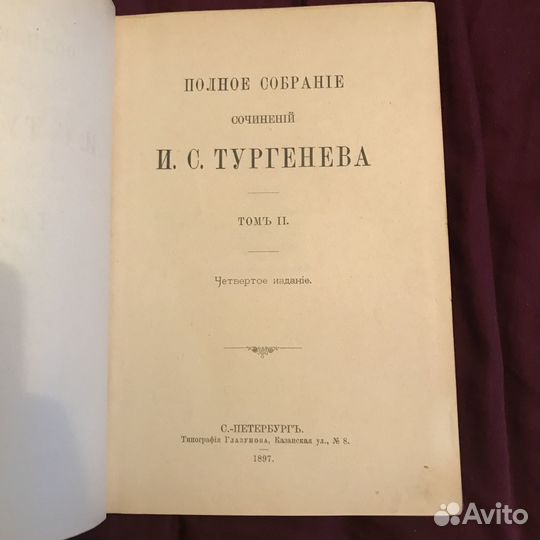 ПОЛНОЕ СОБРАНІЕ
СОЧИНЕНІЙ
И. С. ТУРГЕНЕВА
ТОМЪ II.
Четвертое изданіе.
С.-ПЕТЕРБУРГЪ.
Типографія Глазунова, Казанская ул., № 8.
1897.
Avito